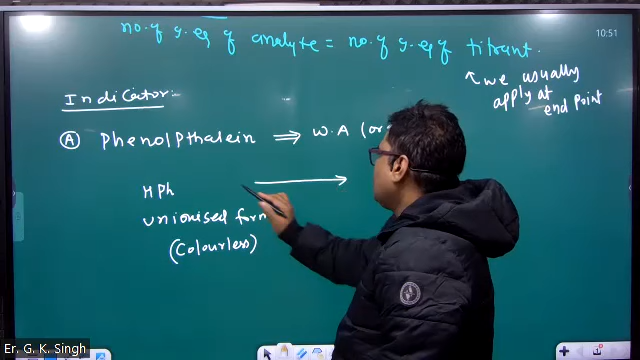 no. of g. eq of analyte = no. of g. eq of titrant.
10:51
↖ we usually
apply at
end point
Indicator:-
(A) Phenolpthalein ⇒ W.A (or
HPh →
unionised form
(Colourless)
Er. G. K. Singh